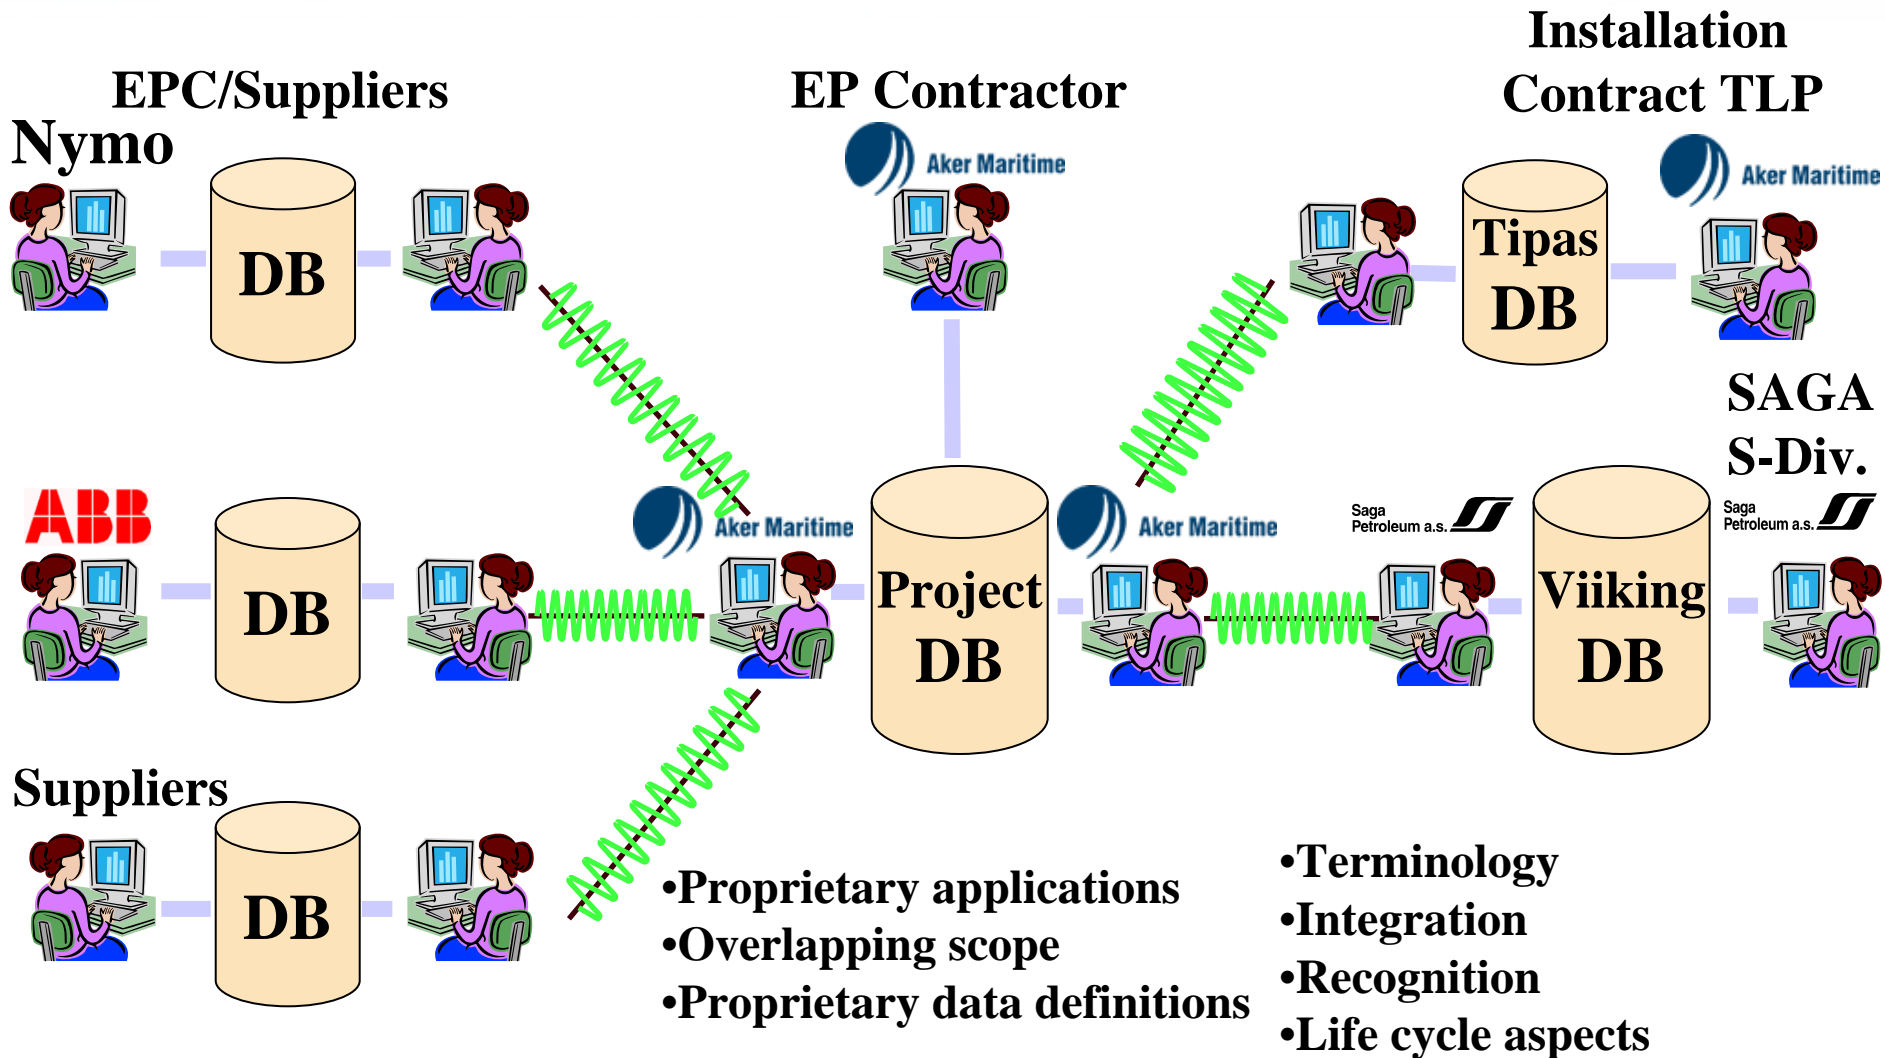 Installation
Contract TLP
EPC/Suppliers
EP Contractor
Nymo
Aker Maritime
Aker Maritime
DB
Tipas
DB
SAGA
S-Div.
ABB
Aker Maritime
Aker Maritime
Saga
Petroleum a.s.
Saga
Petroleum a.s.
DB
Project
DB
Viiking
DB
Suppliers
DB
•Proprietary applications
•Overlapping scope
•Proprietary data definitions
•Terminology
•Integration
•Recognition
•Life cycle aspects